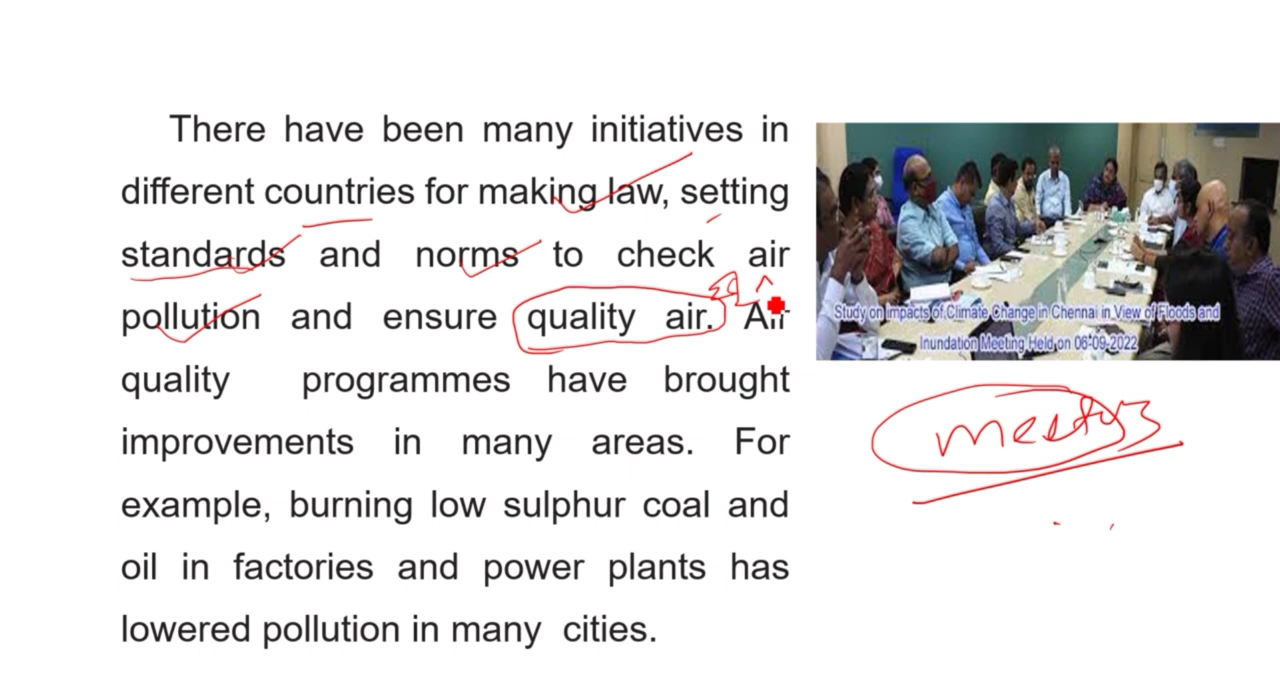 There have been many initiatives in
different countries for making law, setting
standards and norms to check air
pollution and ensure quality air. Air
quality programmes have brought
improvements in many areas. For
example, burning low sulphur coal and
oil in factories and power plants has
lowered pollution in many cities.
Study on Impacts of Climate Change in Chennai in View of Floods and
Inundation Meeting Held on 06-09-2022